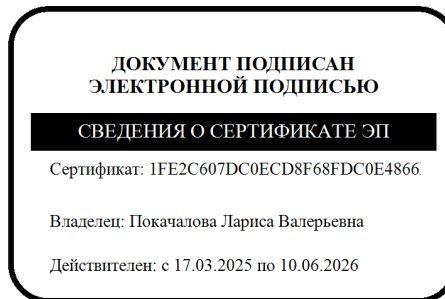 ДОКУМЕНТ ПОДПИСАН
ЭЛЕКТРОННОЙ ПОДПИСЬЮ
СВЕДЕНИЯ О СЕРТИФИКАТЕ ЭП
Сертификат: 1FE2C607DC0ECD8F68FDC0E4866
Владелец: Покачалова Лариса Валерьевна
Действителен: с 17.03.2025 по 10.06.2026